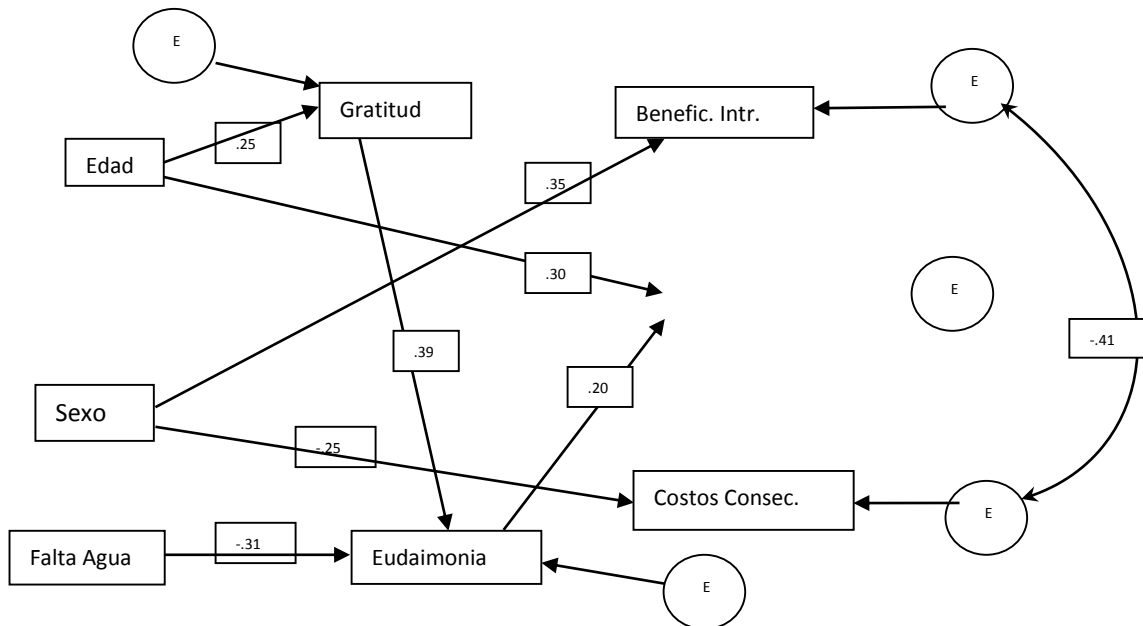 E
Gratitud
Benefic. Intr.
E
.25
Edad
.35
.30
E
.39
-.41
.20
Sexo
-.25
Costos Consec.
E
Falta Agua
-.31
Eudaimonia
E